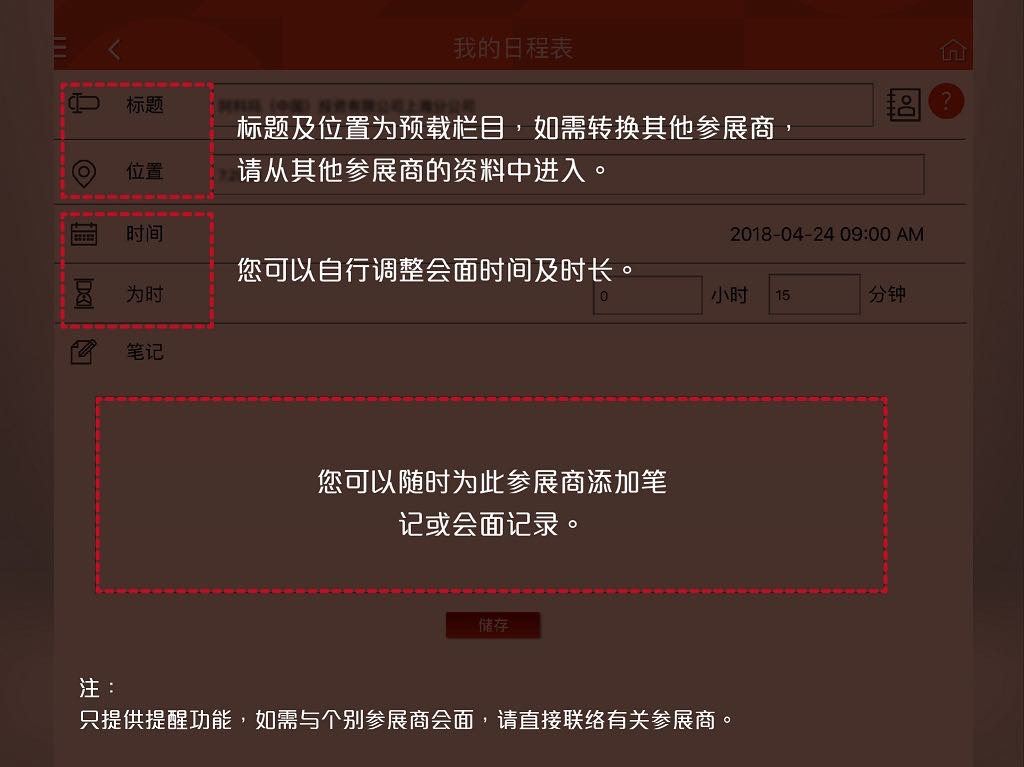 我的日程表
标题
阿科玛（中国）投资有限公司上海分公司
?
标题及位置为预载栏目，如需转换其他参展商，
位置
请从其他参展商的资料中进入。
时间
2018-04-24 09:00 AM
您可以自行调整会面时间及时长。
为时
0 小时 15 分钟
笔记
您可以随时为此参展商添加笔
记或会面记录。
储存
注：
只提供提醒功能，如需与个别参展商会面，请直接联络有关参展商。